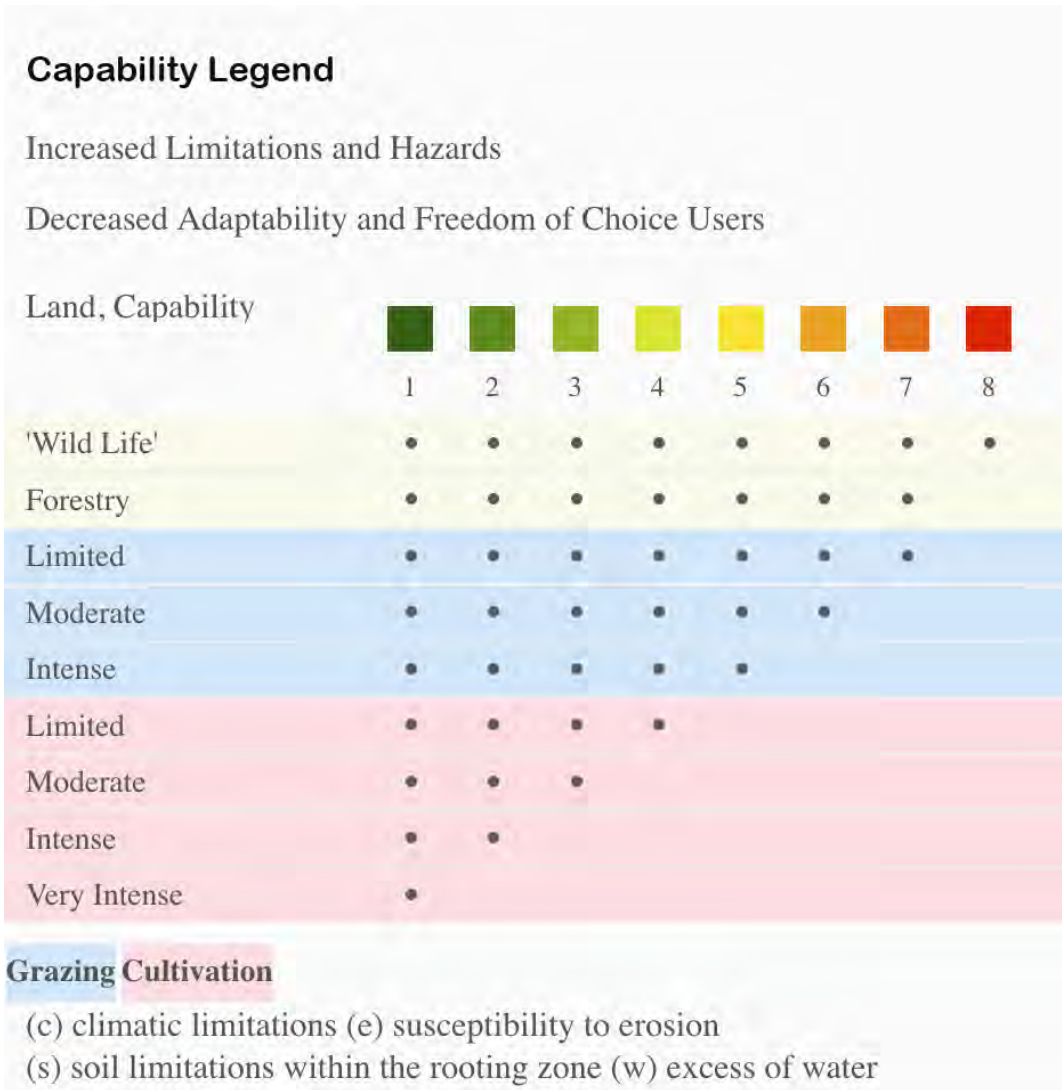 Capability Legend
Increased Limitations and Hazards
Decreased Adaptability and Freedom of Choice Users
Land, Capability
1 2 3 4 5 6 7 8
'Wild Life'
Forestry
Limited
Moderate
Intense
Limited
Moderate
Intense
Very Intense
Grazing Cultivation
(c) climatic limitations (e) susceptibility to erosion
(s) soil limitations within the rooting zone (w) excess of water